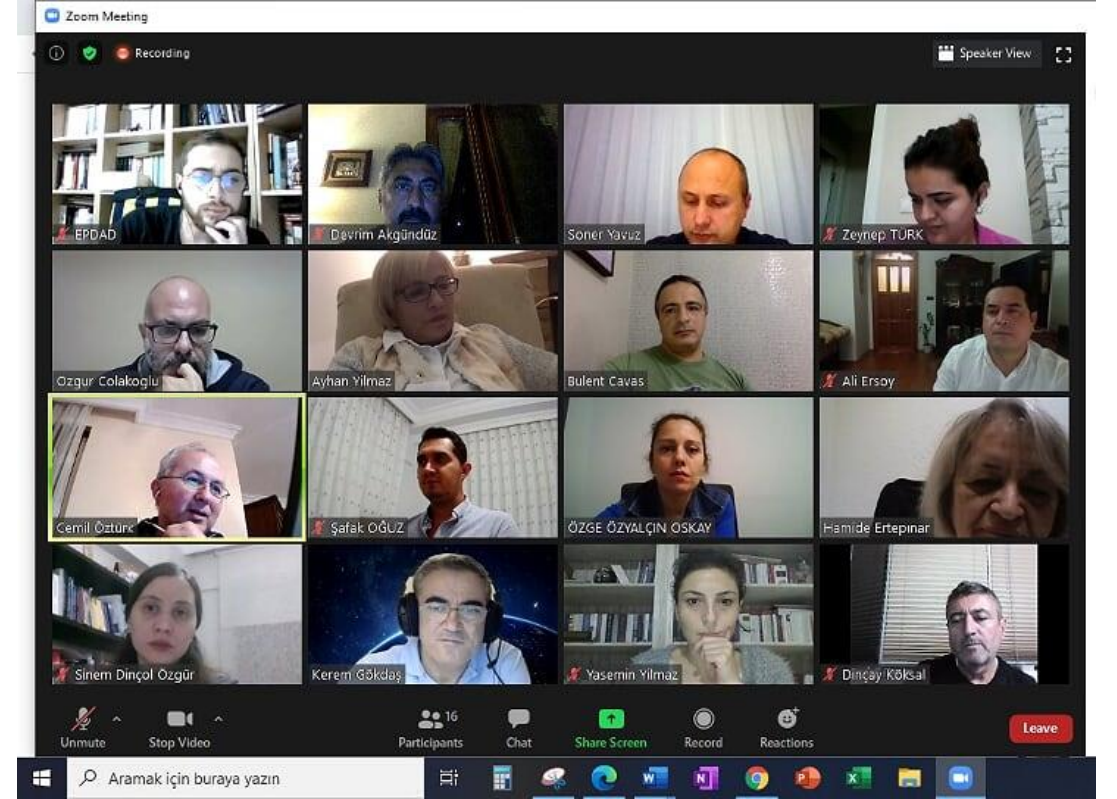 Zoom Meeting
Recording
Speaker View
EPDAD
Devrim Akgündüz
Soner Yavuz
Zeynep TÜRK
Ozgur Colakoglu
Ayhan Yilmaz
Bulent Cavas
Ali Ersoy
Cemil Öztürk
Şafak OĞUZ
ÖZGE ÖZYALÇIN OSKAY
Hamide Ertepınar
Sinem Dinçol Özgür
Kerem Gökdaş
Yasemin Yilmaz
Dinçay Köksal
16
Unmute
Stop Video
Participants
Chat
Share Screen
Record
Reactions
Leave
Aramak için buraya yazın